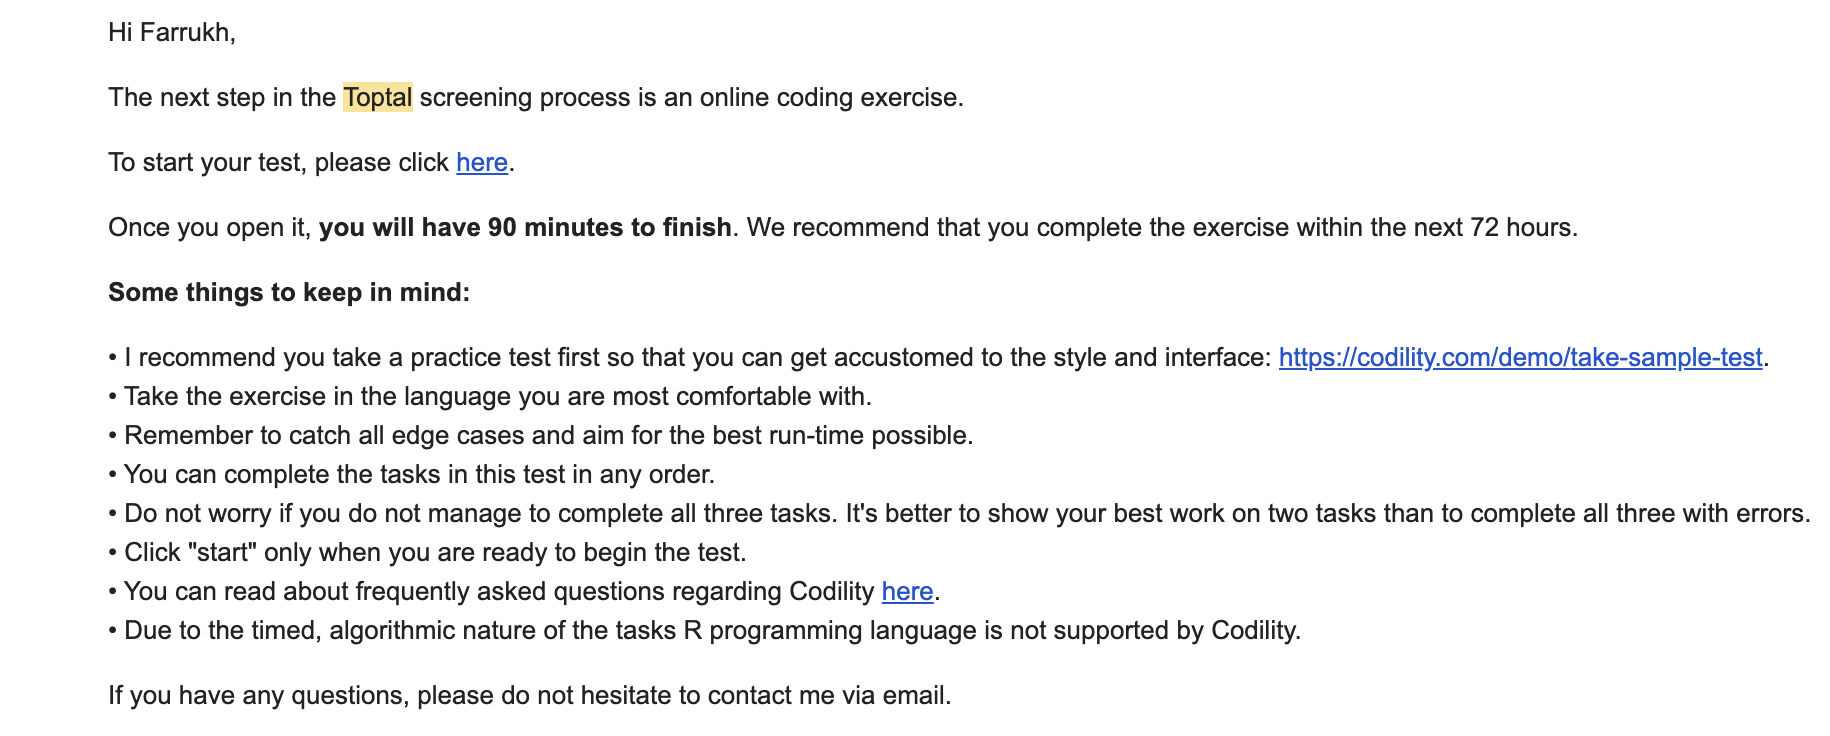 Hi Farrukh,
The next step in the Toptal screening process is an online coding exercise.
To start your test, please click here.
Once you open it, you will have 90 minutes to finish. We recommend that you complete the exercise within the next 72 hours.
Some things to keep in mind:
• I recommend you take a practice test first so that you can get accustomed to the style and interface: https://codility.com/demo/take-sample-test.
• Take the exercise in the language you are most comfortable with.
• Remember to catch all edge cases and aim for the best run-time possible.
• You can complete the tasks in this test in any order.
• Do not worry if you do not manage to complete all three tasks. It's better to show your best work on two tasks than to complete all three with errors.
• Click "start" only when you are ready to begin the test.
• You can read about frequently asked questions regarding Codility here.
• Due to the timed, algorithmic nature of the tasks R programming language is not supported by Codility.
If you have any questions, please do not hesitate to contact me via email.